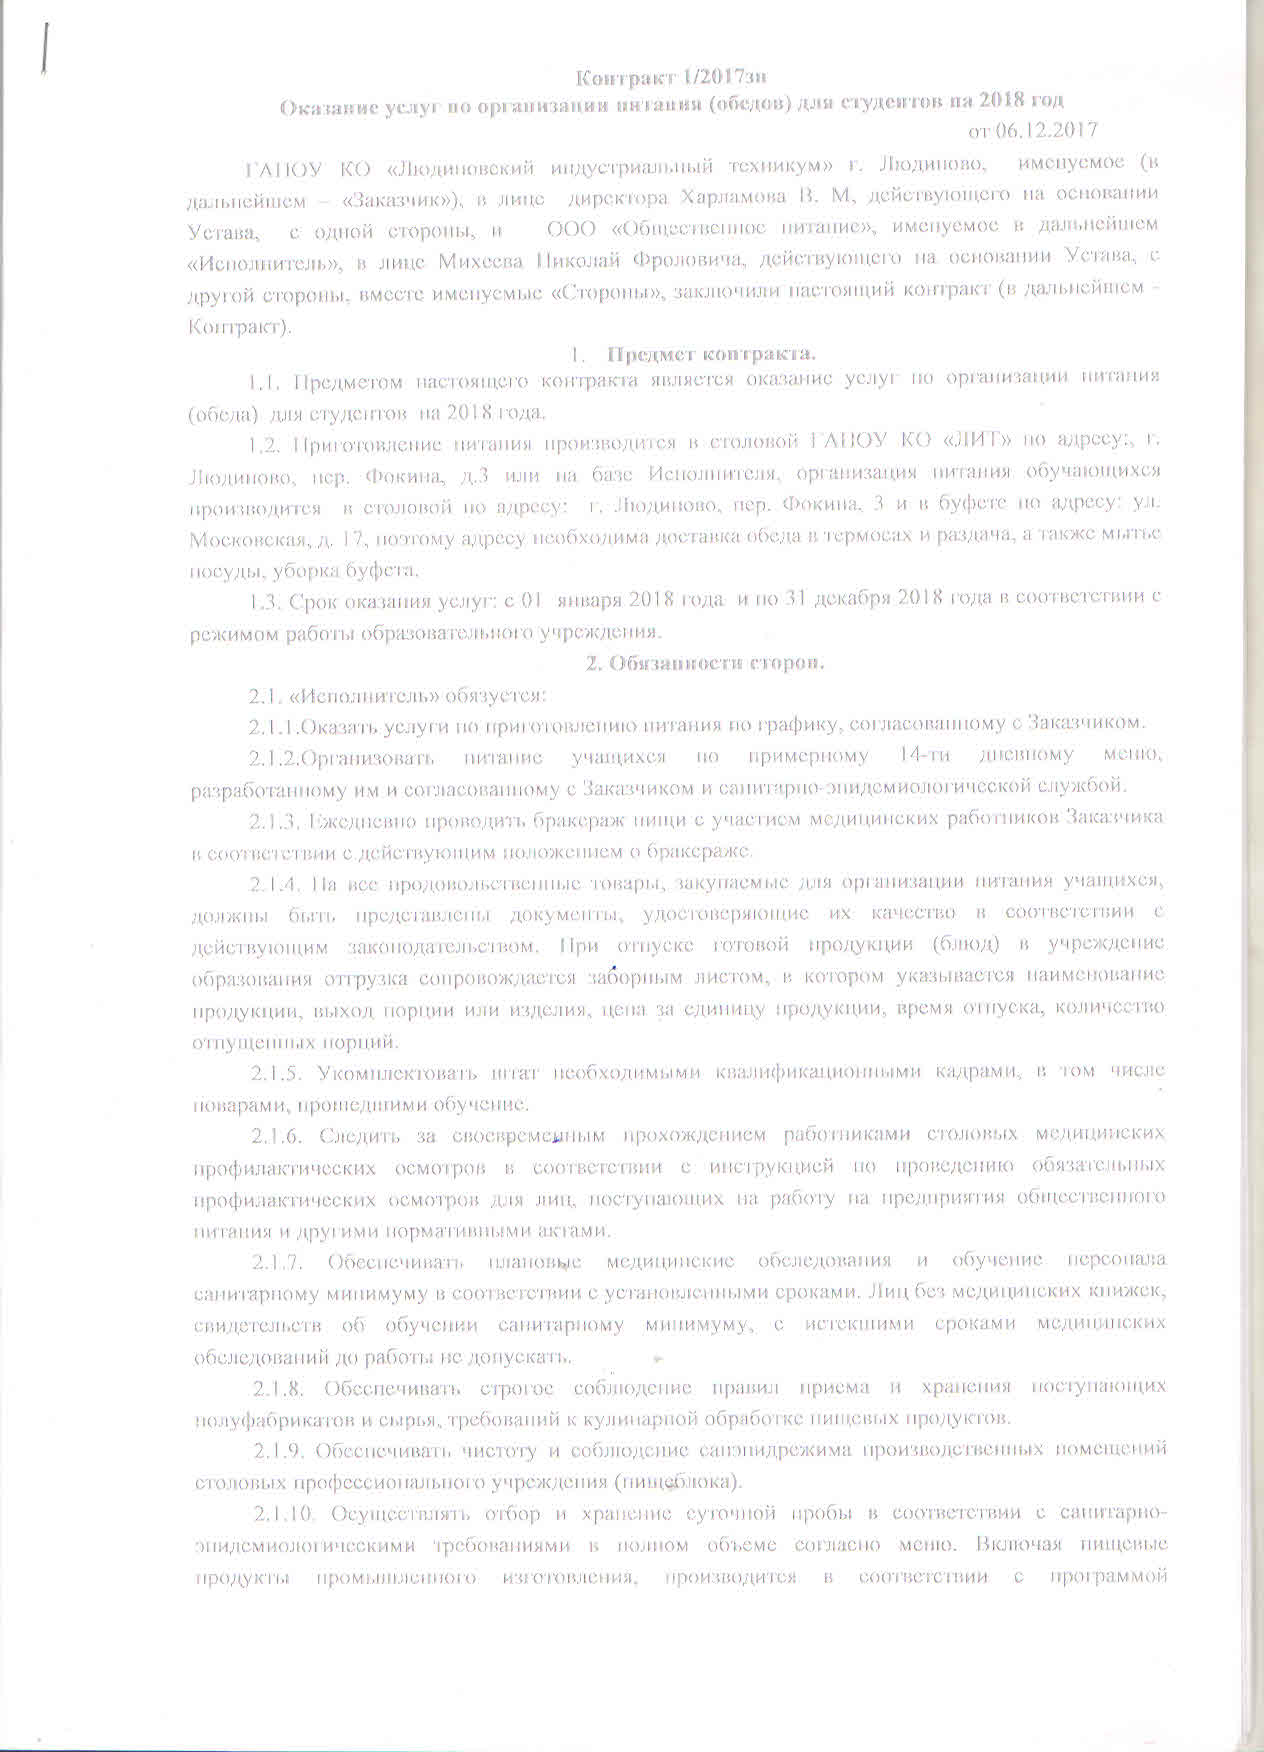 Контракт 1/2017зп
Оказание услуг по организации питания (обедов) для студентов на 2018 год
от 06.12.2017
ГАПОУ КО «Людиновский индустриальный техникум» г. Людиново, именуемое (в
дальнейшем – «Заказчик»), в лице директора Харламова В. М, действующего на основании
Устава, с одной стороны, и ООО «Общественное питание», именуемое в дальнейшем
«Исполнитель», в лице Михеева Николай Фроловича, действующего на основании Устава, с
другой стороны, вместе именуемые «Стороны», заключили настоящий контракт (в дальнейшем -
Контракт).
1. Предмет контракта.
1.1. Предметом настоящего контракта является оказание услуг по организации питания
(обеда) для студентов на 2018 года.
1.2. Приготовление питания производится в столовой ГАПОУ КО «ЛИТ» по адресу:, г.
Людиново, пер. Фокина, д.3 или на базе Исполнителя, организация питания обучающихся
производится в столовой по адресу: г. Людиново, пер. Фокина, 3 и в буфете по адресу: ул.
Московская, д. 17, поэтому адресу необходима доставка обеда в термосах и раздача, а также мытье
посуды, уборка буфета.
1.3. Срок оказания услуг: с 01 января 2018 года и по 31 декабря 2018 года в соответствии с
режимом работы образовательного учреждения.
2. Обязанности сторон.
2.1. «Исполнитель» обязуется:
2.1.1.Оказать услуги по приготовлению питания по графику, согласованному с Заказчиком.
2.1.2.Организовать питание учащихся по примерному 14-ти дневному меню,
разработанному им и согласованному с Заказчиком и санитарно-эпидемиологической службой.
2.1.3. Ежедневно проводить бракераж пищи с участием медицинских работников Заказчика
в соответствии с действующим положением о бракераже.
2.1.4. На все продовольственные товары, закупаемые для организации питания учащихся,
должны быть представлены документы, удостоверяющие их качество в соответствии с
действующим законодательством. При отпуске готовой продукции (блюд) в учреждение
образования отгрузка сопровождается заборным листом, в котором указывается наименование
продукции, выход порции или изделия, цена за единицу продукции, время отпуска, количество
отпущенных порций.
2.1.5. Укомплектовать штат необходимыми квалификационными кадрами, в том числе
поварами, прошедшими обучение.
2.1.6. Следить за своевременным прохождением работниками столовых медицинских
профилактических осмотров в соответствии с инструкцией по проведению обязательных
профилактических осмотров для лиц, поступающих на работу на предприятия общественного
питания и другими нормативными актами.
2.1.7. Обеспечивать плановые медицинские обследования и обучение персонала
санитарному минимуму в соответствии с установленными сроками. Лиц без медицинских книжек,
свидетельств об обучении санитарному минимуму, с истекшими сроками медицинских
обследований до работы не допускать.
2.1.8. Обеспечивать строгое соблюдение правил приема и хранения поступающих
полуфабрикатов и сырья, требований к кулинарной обработке пищевых продуктов.
2.1.9. Обеспечивать чистоту и соблюдение санэпидрежима производственных помещений
столовых профессионального учреждения (пищеблока).
2.1.10. Осуществлять отбор и хранение суточной пробы в соответствии с санитарно-
эпидемиологическими требованиями в полном объеме согласно меню. Включая пищевые
продукты промышленного изготовления, производится в соответствии с программой